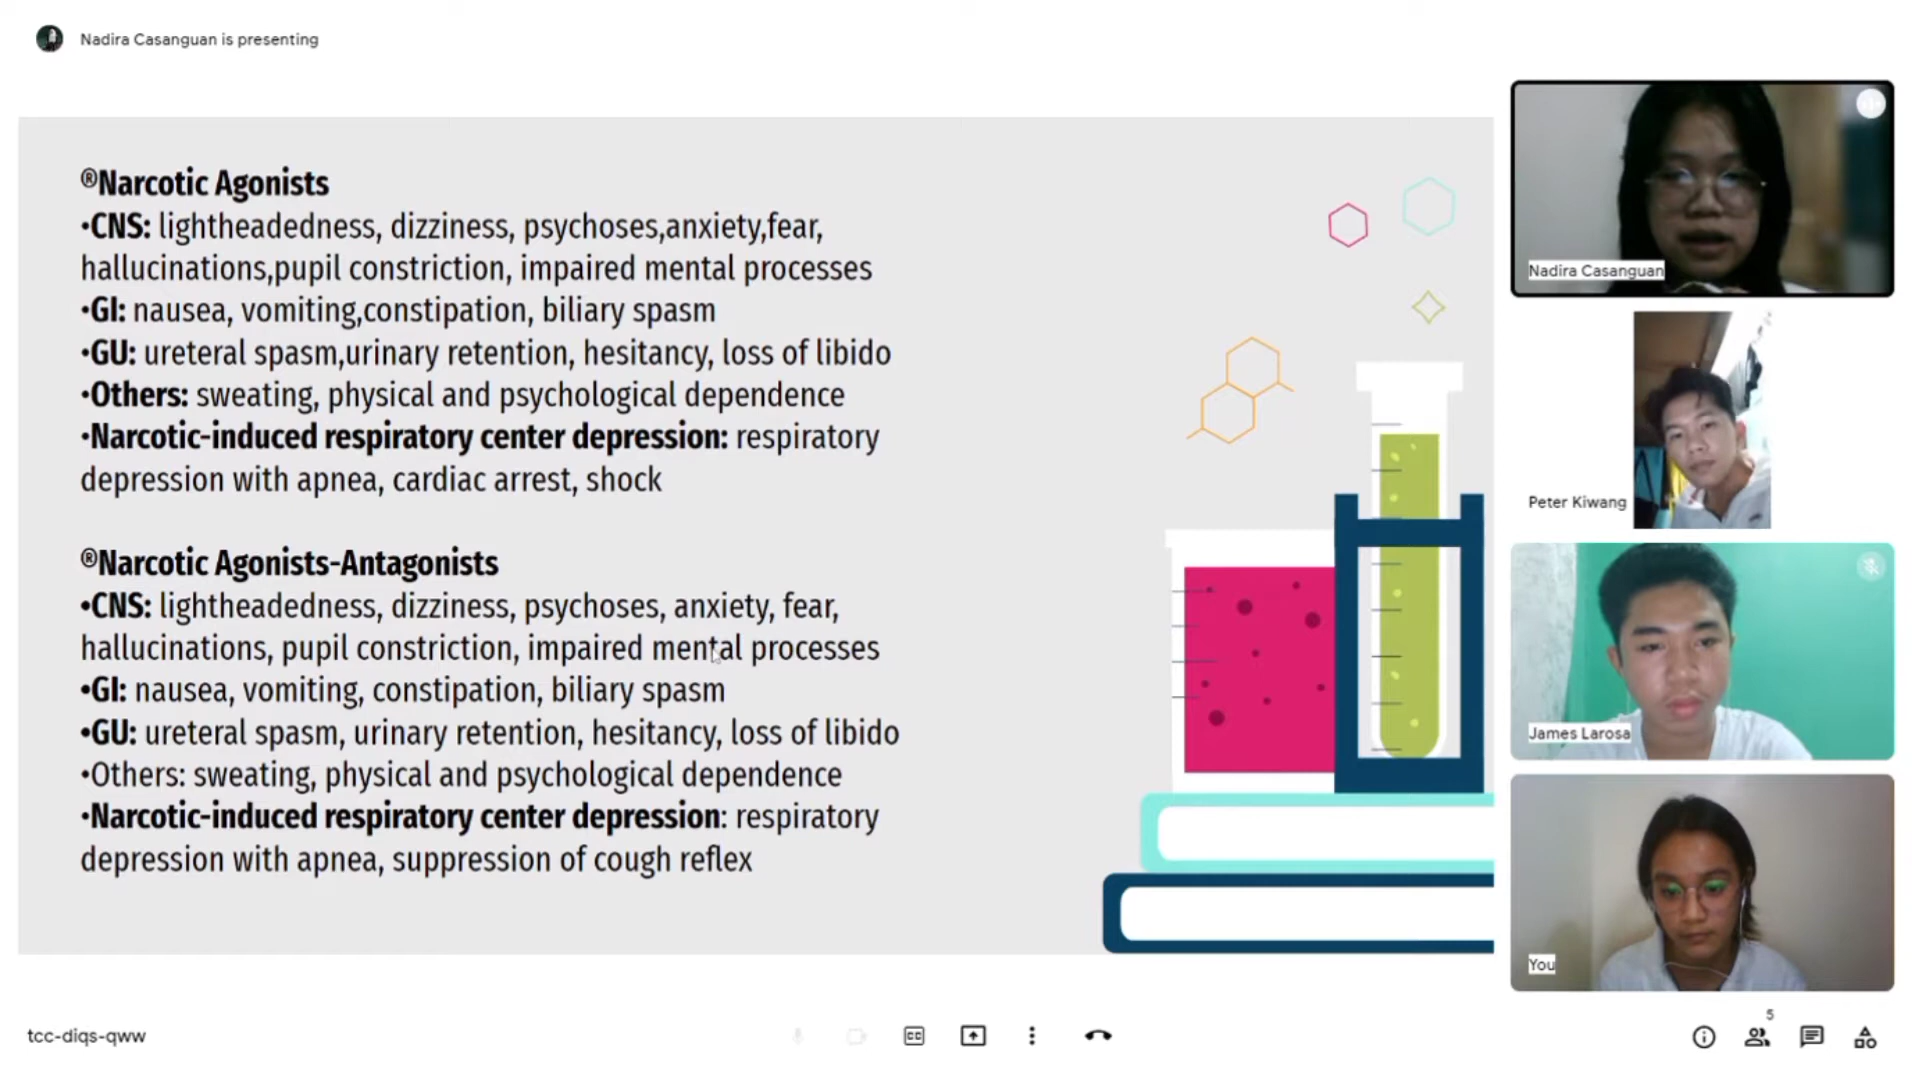 Nadira Casanguan is presenting
®Narcotic Agonists
•CNS: lightheadedness, dizziness, psychoses,anxiety,fear,
hallucinations,pupil constriction, impaired mental processes
•GI: nausea, vomiting,constipation, biliary spasm
•GU: ureteral spasm,urinary retention, hesitancy, loss of libido
•Others: sweating, physical and psychological dependence
•Narcotic-induced respiratory center depression: respiratory
depression with apnea, cardiac arrest, shock
®Narcotic Agonists-Antagonists
•CNS: lightheadedness, dizziness, psychoses, anxiety, fear,
hallucinations, pupil constriction, impaired mental processes
•GI: nausea, vomiting, constipation, biliary spasm
•GU: ureteral spasm, urinary retention, hesitancy, loss of libido
•Others: sweating, physical and psychological dependence
•Narcotic-induced respiratory center depression: respiratory
depression with apnea, suppression of cough reflex
Nadira Casanguan
Peter Kiwang
James Larosa
You
tcc-diqs-qww
CC
5